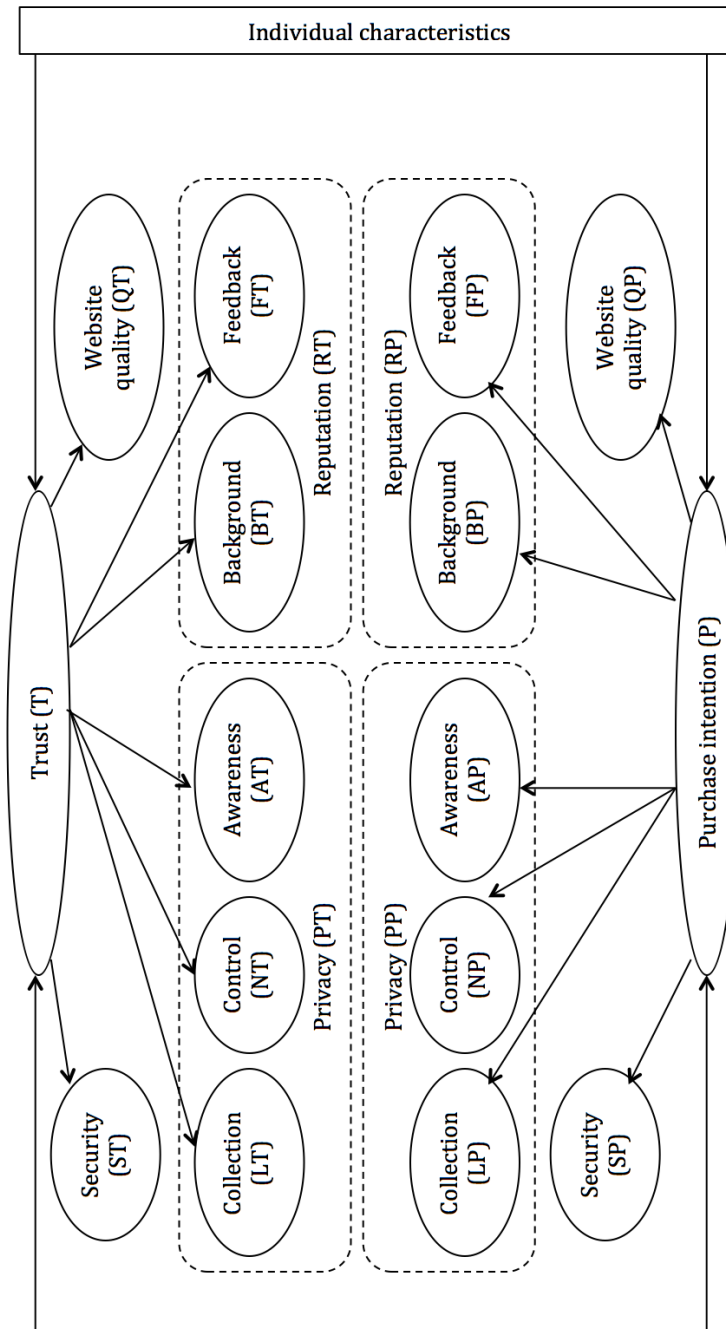 Individual characteristics
Trust (T)
Website
quality (QT)
Security
(ST)
Feedback
(FT)
Background
(BT)
Reputation (RT)
Awareness
(AT)
Control
(NT)
Collection
(LT)
Privacy (PT)
Feedback
(FP)
Background
(BP)
Reputation (RP)
Awareness
(AP)
Control
(NP)
Collection
(LP)
Privacy (PP)
Website
quality (QP)
Security
(SP)
Purchase intention (P)